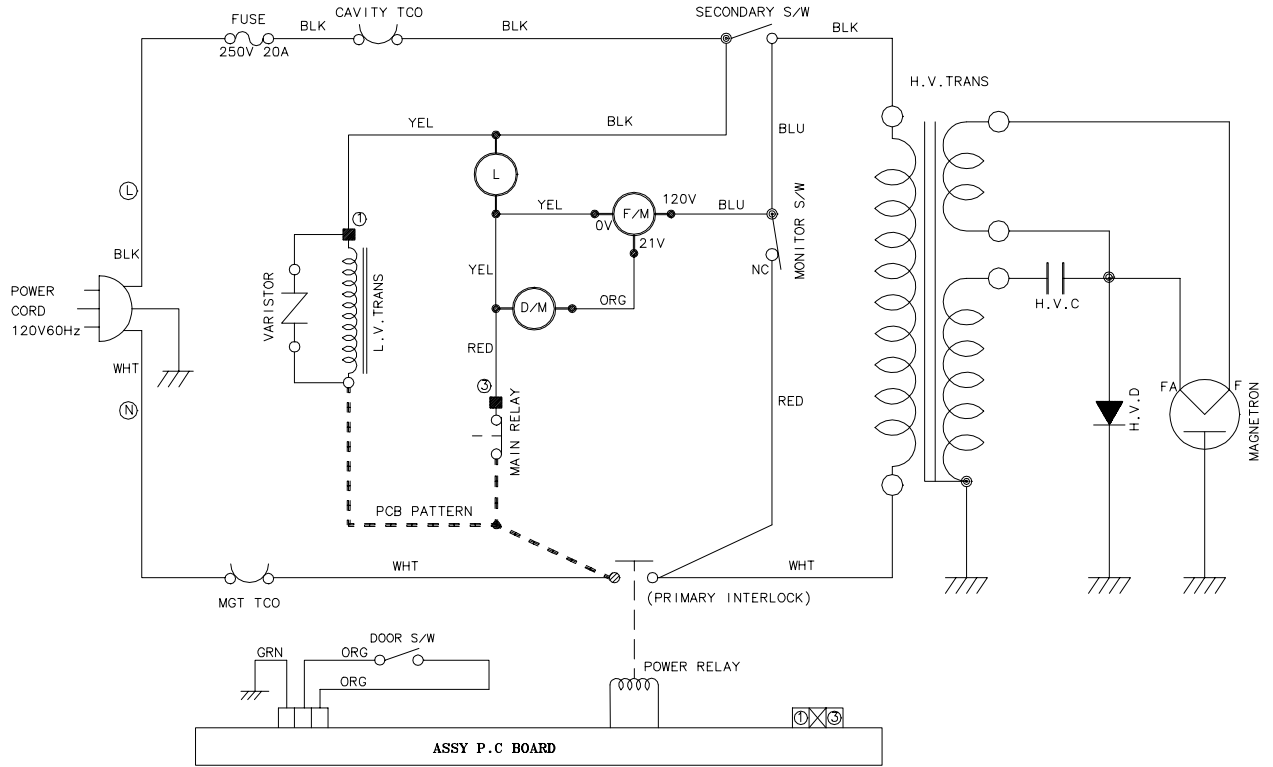 FUSE
250V 20A
BLK
CAVITY TCO
BLK
SECONDARY S/W
BLK
H.V.TRANS
YEL
BLK
BLU
L
L
YEL
0V
F/M
120V
21V
BLU
MONITOR S/W
NC
1
BLK
VARISTOR
L.V.TRANS
YEL
D/M
ORG
H.V.C
POWER
CORD
120V60Hz
WHT
N
RED
3
MAIN RELAY
RED
FA
F
H.V.D
MAGNETRON
PCB PATTERN
WHT
WHT
MGT TCO
(PRIMARY INTERLOCK)
GRN
ORG
DOOR S/W
ORG
POWER RELAY
1 3
ASSY P.C BOARD